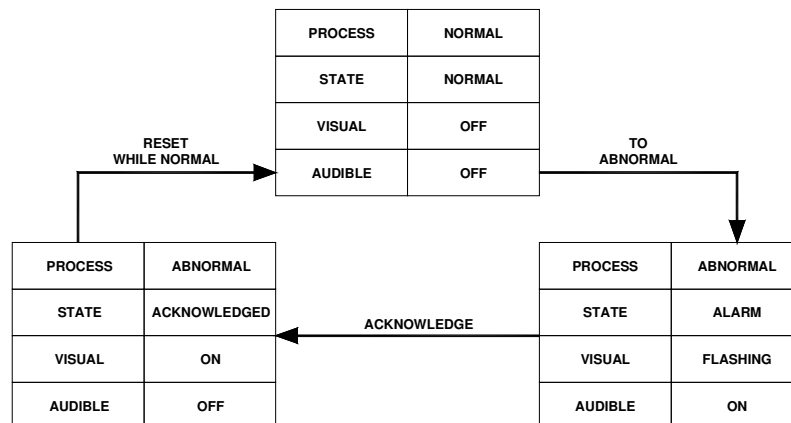 PROCESS NORMAL
STATE NORMAL
VISUAL OFF
AUDIBLE OFF
RESET
WHILE NORMAL
TO
ABNORMAL
PROCESS ABNORMAL
STATE ACKNOWLEDGED
VISUAL ON
AUDIBLE OFF
ACKNOWLEDGE
PROCESS ABNORMAL
STATE ALARM
VISUAL FLASHING
AUDIBLE ON